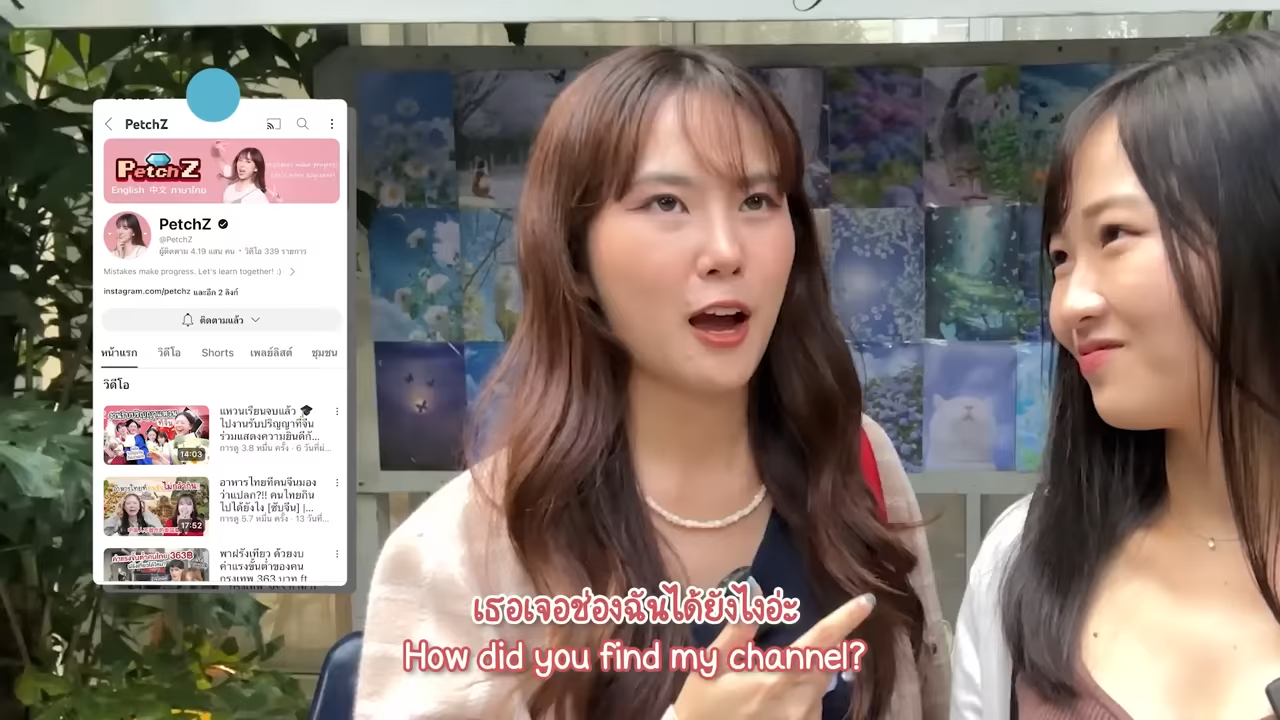 PetchZ
PetchZ
English 中文 ภาษาไทย
Mistakes make progress
Let's learn together!
PetchZ
@PetchZ
ผู้ติดตาม 4.19 แสน คน • วิดีโอ 339 รายการ
Mistakes make progress. Let's learn together! :)
instagram.com/petchz และอีก 2 ลิงก์
ติดตามแล้ว
หน้าแรก วิดีโอ Shorts เพลย์ลิสต์ ชุมชน
วิดีโอ
แหวนเรียนจบแล้ว 🎓
ไปงานรับปริญญาที่จีน
ร่วมแสดงความยินดีกั...
การดู 3.8 หมื่น ครั้ง · 6 วันที่ผ่...
14:03
อาหารไทยที่คนจีนมอง
ว่าแปลก?!! คนไทยกิน
ไปได้ยังไง [ซับจีน] |...
การดู 5.7 หมื่น ครั้ง · 13 วันที่...
17:52
พาฝรั่งเที่ยว ด้วยงบ
ค่าแรงขั้นต่ำของคน
กรุงเทพ 363 บาท ft
เธอเจอช่องฉันได้ยังไงอ่ะ
How did you find my channel?